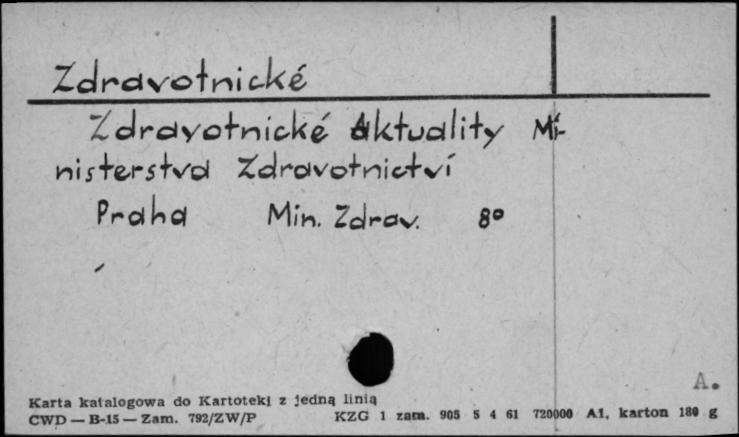 Zdravotnické
Zdravotnické Aktuality Mi-
nisterstva Zdravotnictví
Praha Min. Zdrav. 8°
A.
Karta katalogowa do Kartoteki z jedną linią
CWD — B-15 — Zam. 792/ZW/P KZG 1 zam. 905 5 4 61 720000 A1, karton 180 g